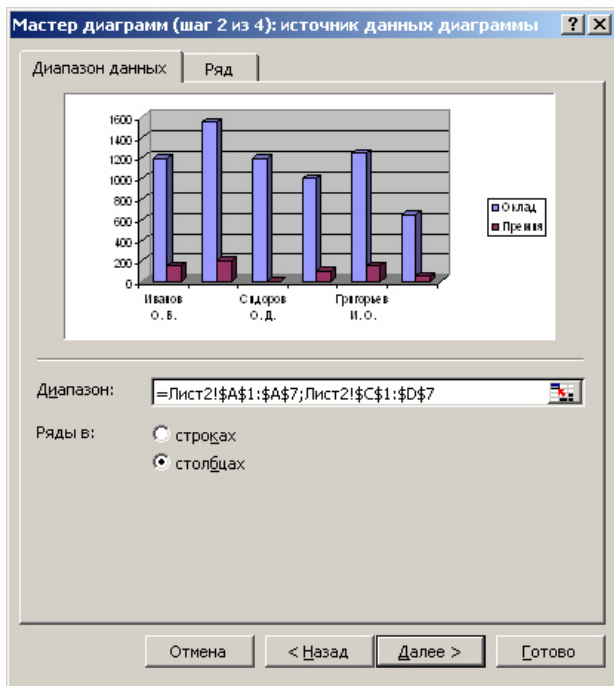 Мастер диаграмм (шаг 2 из 4): источник данных диаграммы
Диапазон данных
Ряд
1600
1400
1200
1000
800
600
400
200
0
Иванов
О. В.
Сидоров
О. Д.
Григорьев
И. О.
Оклад
Премия
Диапазон:
=Лист2!$A$1:$A$7;Лист2!$C$1:$D$7
Ряды в:
строках
столбцах
Отмена
< Назад
Далее >
Готово